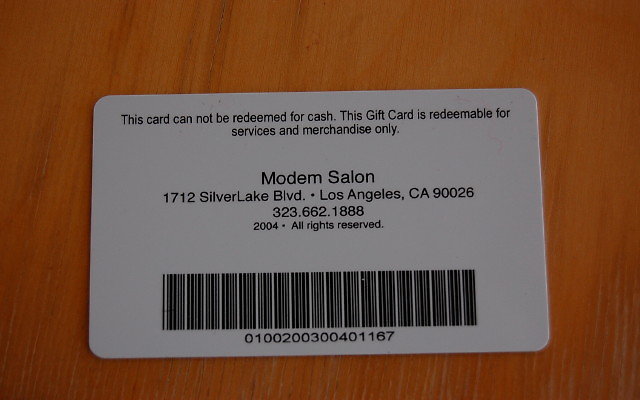 This card can not be redeemed for cash. This Gift Card is redeemable for
services and merchandise only.
Modern Salon
1712 SilverLake Blvd. • Los Angeles, CA 90026
323.662.1888
2004 • All rights reserved.
0100200300401167